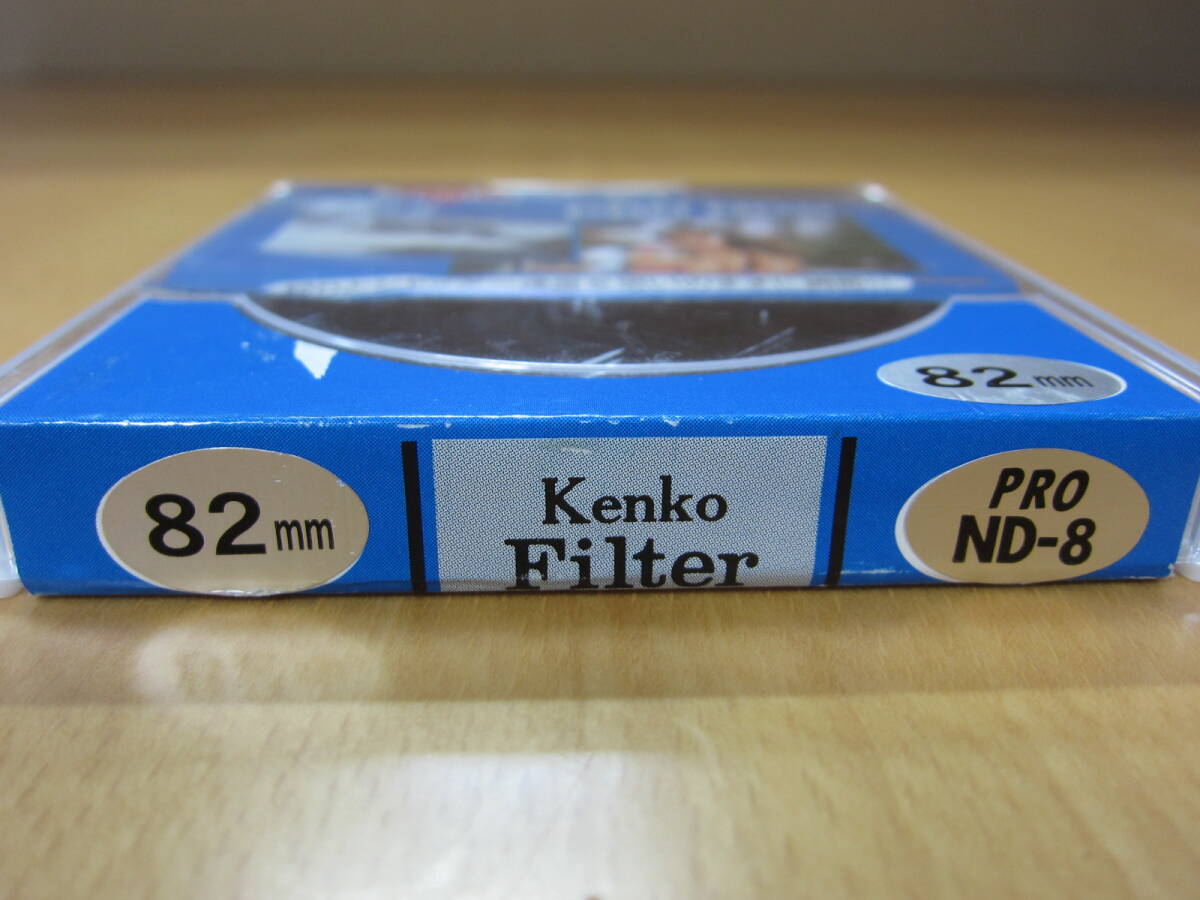 82mm
82mm
Kenko
Filter
PRO
ND-8